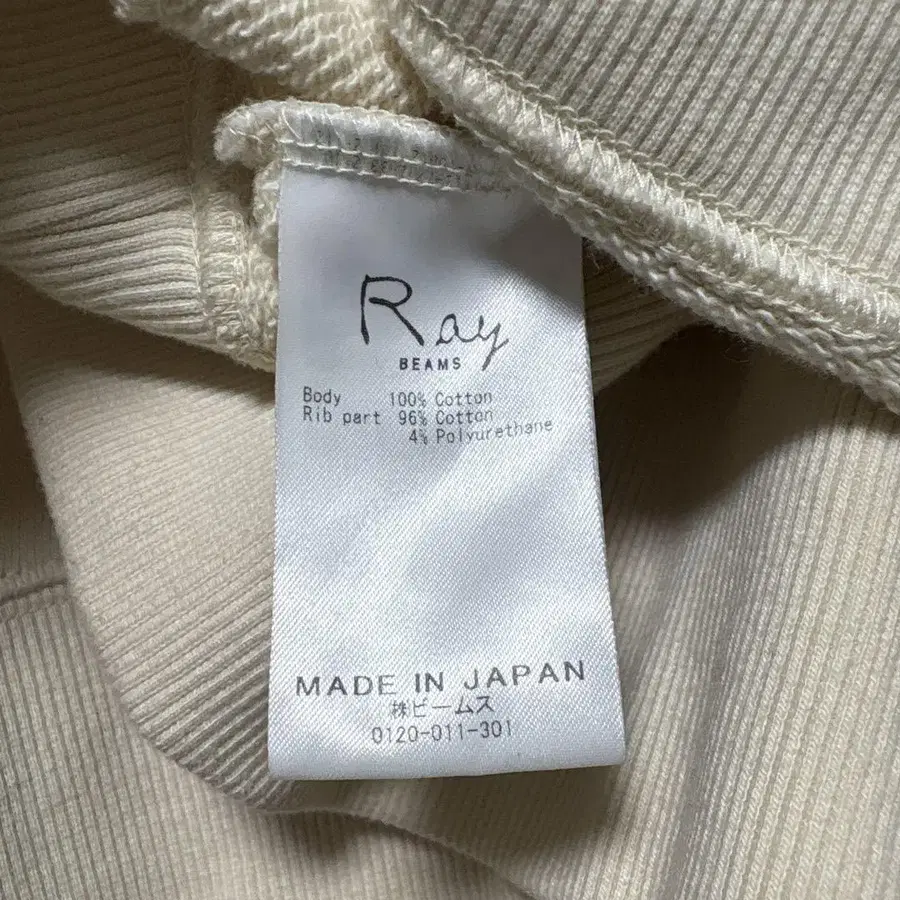 Ray
BEAMS
Body 100% Cotton
Rib part 96% Cotton
4% Polyurethane
MADE IN JAPAN
㈱ビームス
0120-011-301